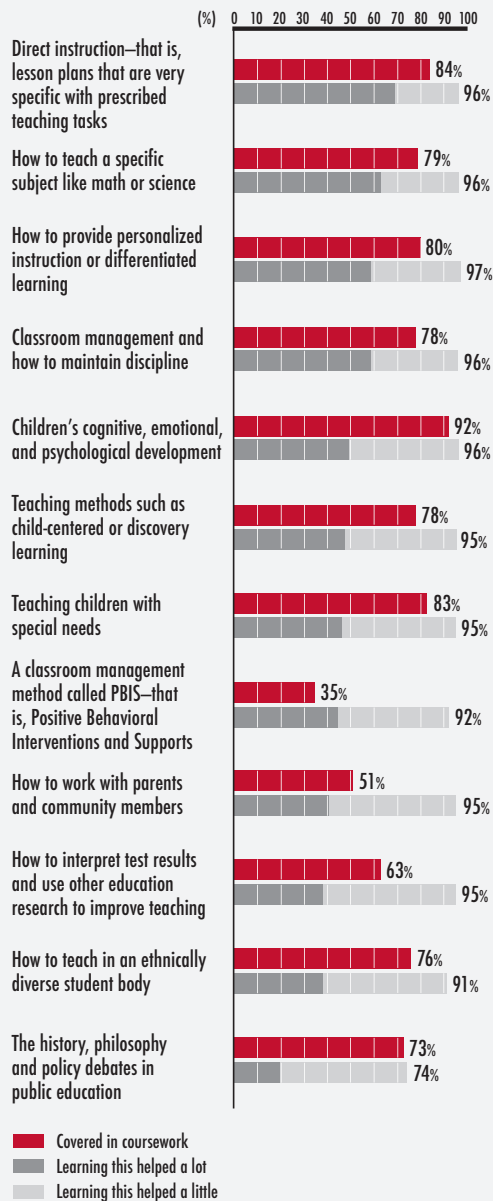 (%) 0 10 20 30 40 50 60 70 80 90 100
Direct instruction—that is,
lesson plans that are very
specific with prescribed
teaching tasks
84%
96%
How to teach a specific
subject like math or science
79%
96%
How to provide personalized
instruction or differentiated
learning
80%
97%
Classroom management and
how to maintain discipline
78%
96%
Children's cognitive, emotional,
and psychological development
92%
96%
Teaching methods such as
child-centered or discovery
learning
78%
95%
Teaching children with
special needs
83%
95%
A classroom management
method called PBIS—that
is, Positive Behavioral
Interventions and Supports
35%
92%
How to work with parents
and community members
51%
95%
How to interpret test results
and use other education
research to improve teaching
63%
95%
How to teach in an ethnically
diverse student body
76%
91%
The history, philosophy
and policy debates in
public education
73%
74%
Covered in coursework
Learning this helped a lot
Learning this helped a little